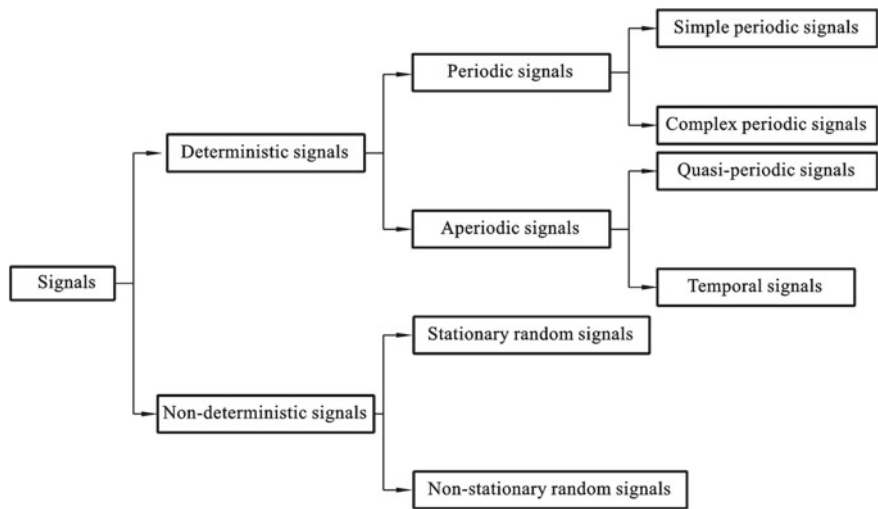 Simple periodic signals
Periodic signals
Complex periodic signals
Deterministic signals
Quasi-periodic signals
Aperiodic signals
Signals
Temporal signals
Stationary random signals
Non-deterministic signals
Non-stationary random signals